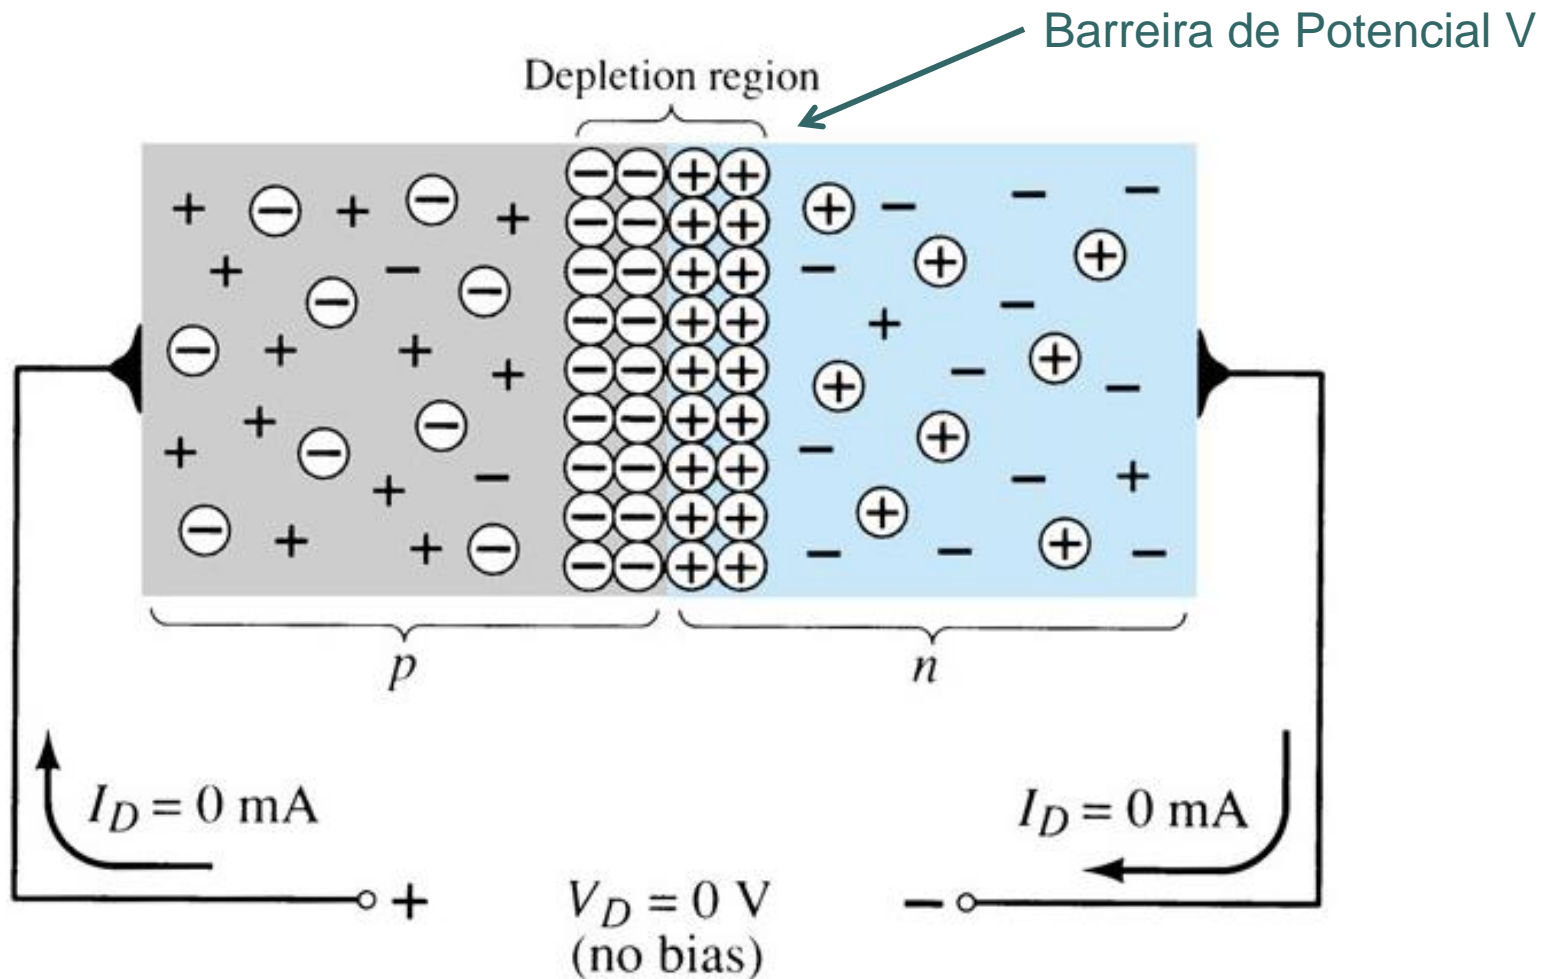 Barreira de Potencial V
Depletion region
p
n
I_D = 0 mA
I_D = 0 mA
+
V_D = 0 V
−
(no bias)